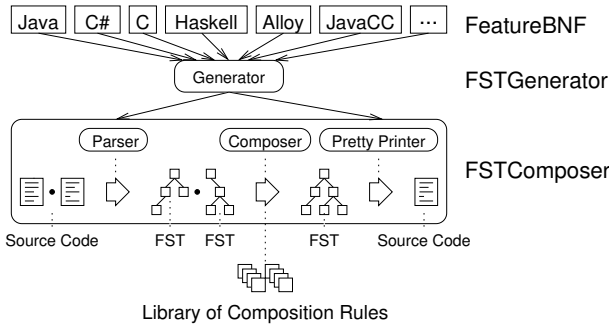 Java C# C Haskell Alloy JavaCC ... FeatureBNF
Generator FSTGenerator
Parser Composer Pretty Printer
FSTComposer
Source Code FST FST FST Source Code
Library of Composition Rules